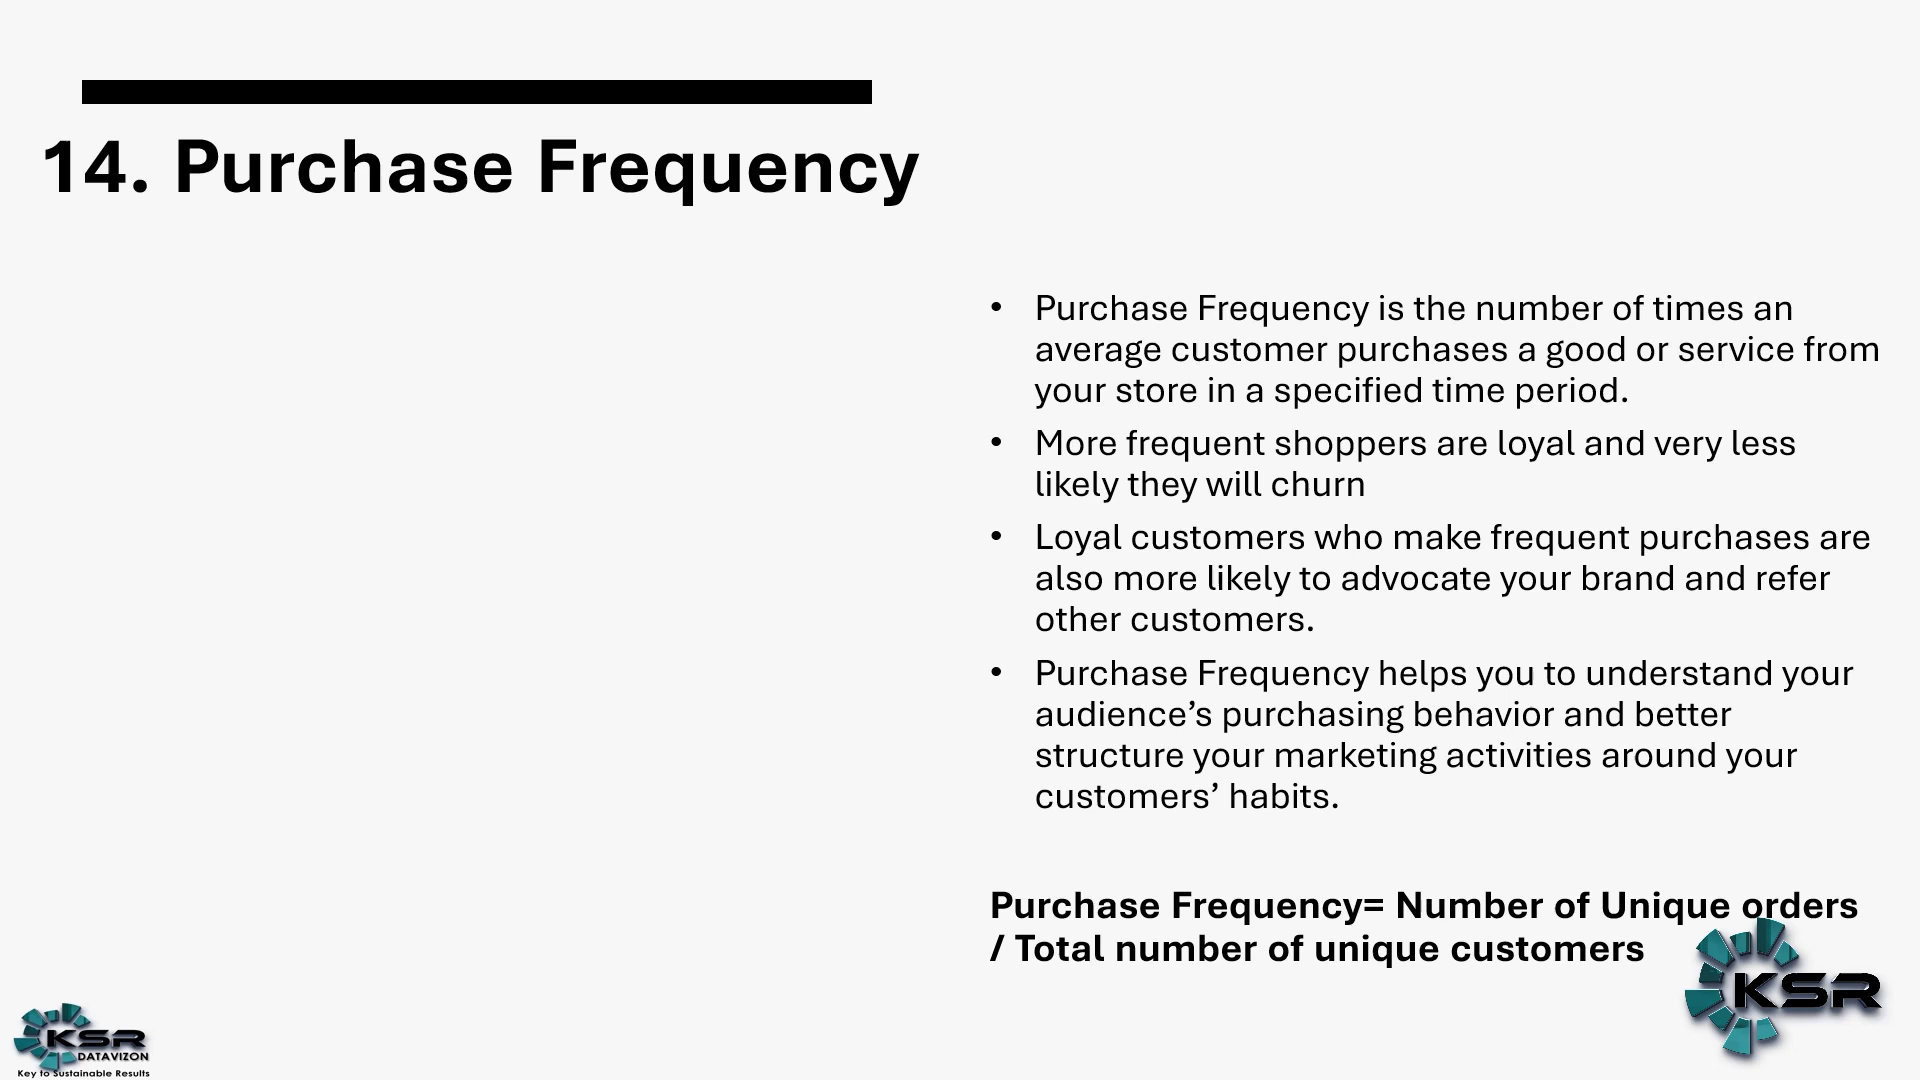 14. Purchase Frequency
• Purchase Frequency is the number of times an
average customer purchases a good or service from
your store in a specified time period.
• More frequent shoppers are loyal and very less
likely they will churn
• Loyal customers who make frequent purchases are
also more likely to advocate your brand and refer
other customers.
• Purchase Frequency helps you to understand your
audience’s purchasing behavior and better
structure your marketing activities around your
customers’ habits.
Purchase Frequency= Number of Unique orders
/ Total number of unique customers
KSR
KSR
DATAVIZON
Key to Sustainable Results